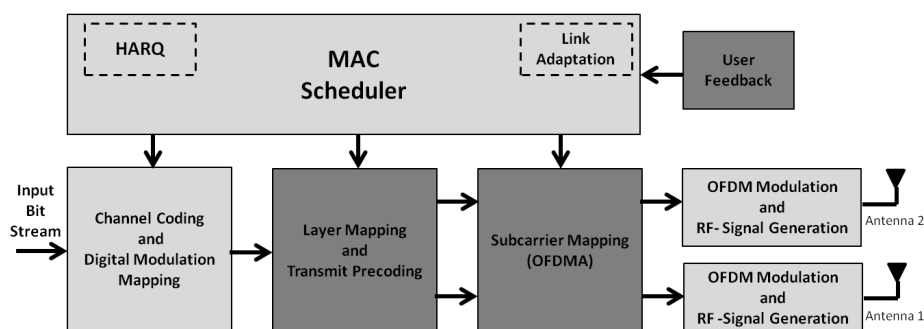 HARQ
MAC
Scheduler
Link
Adaptation
User
Feedback
Input
Bit
Stream
Channel Coding
and
Digital Modulation
Mapping
Layer Mapping
and
Transmit Precoding
Subcarrier Mapping
(OFDMA)
OFDM Modulation
and
RF- Signal Generation
Antenna 2
OFDM Modulation
and
RF -Signal Generation
Antenna 1